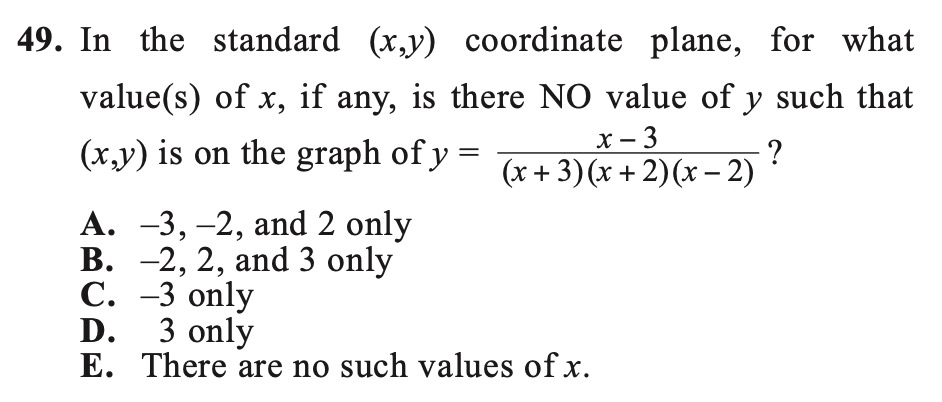 49. In the standard (x,y) coordinate plane, for what
value(s) of x, if any, is there NO value of y such that
(x,y) is on the graph of y = x − 3 / (x + 3)(x + 2)(x − 2) ?
A. –3, –2, and 2 only
B. –2, 2, and 3 only
C. –3 only
D. 3 only
E. There are no such values of x.